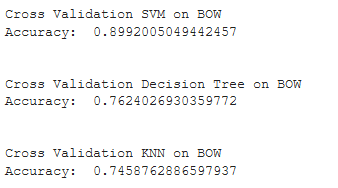 Cross Validation SVM on BOW
Accuracy:  0.8992005049442457
Cross Validation Decision Tree on BOW
Accuracy:  0.7624026930359772
Cross Validation KNN on BOW
Accuracy:  0.7458762886597937